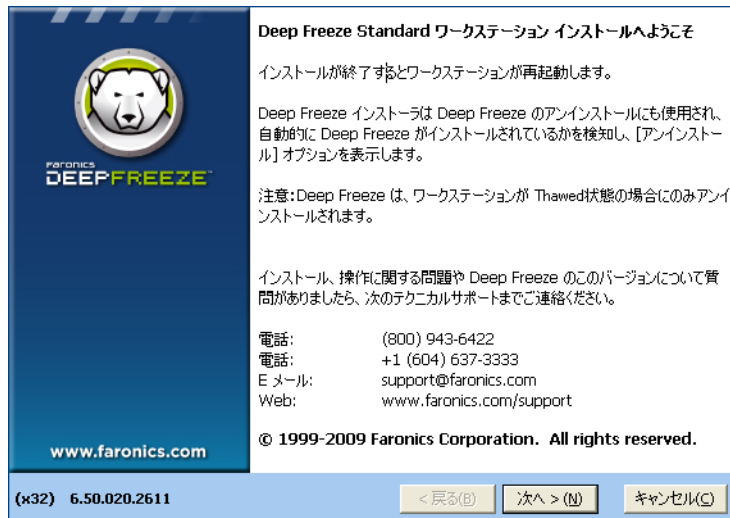 Deep Freeze Standard ワークステーション インストールへようこそ
インストールが終了するとワークステーションが再起動します。
Deep Freeze インストーラは Deep Freeze のアンインストールにも使用され、
自動的に Deep Freeze がインストールされているかを検知し、[アンインストー
ル] オプションを表示します。
注意:Deep Freeze は、ワークステーションが Thawed状態の場合にのみアンイ
ンストールされます。
インストール、操作に関する問題や Deep Freeze のこのバージョンについて質
問がありましたら、次のテクニカルサポートまでご連絡ください。
電話: (800) 943-6422
電話: +1 (604) 637-3333
E メール: support@faronics.com
Web: www.faronics.com/support
© 1999-2009 Faronics Corporation. All rights reserved.
FARONICS
DEEPFREEZE
www.faronics.com
(x32) 6.50.020.2611
< 戻る(B)
次へ > (N)
キャンセル(C)